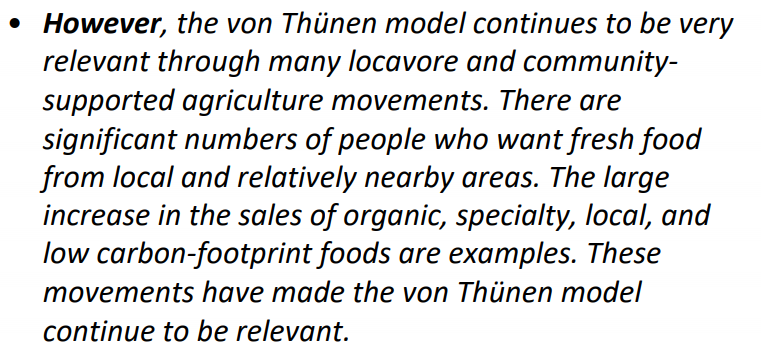 • However, the von Thünen model continues to be very
relevant through many locavore and community-
supported agriculture movements. There are
significant numbers of people who want fresh food
from local and relatively nearby areas. The large
increase in the sales of organic, specialty, local, and
low carbon-footprint foods are examples. These
movements have made the von Thünen model
continue to be relevant.